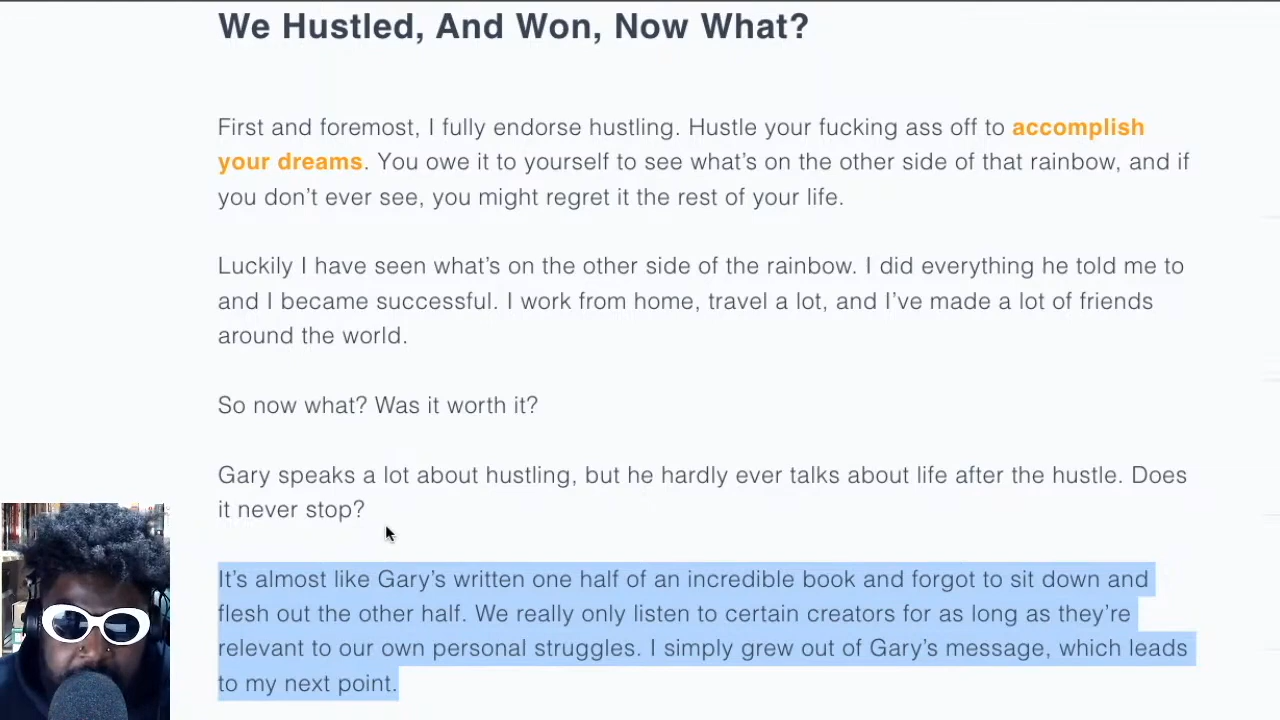 We Hustled, And Won, Now What?
First and foremost, I fully endorse hustling. Hustle your fucking ass off to accomplish
your dreams. You owe it to yourself to see what’s on the other side of that rainbow, and if
you don’t ever see, you might regret it the rest of your life.
Luckily I have seen what’s on the other side of the rainbow. I did everything he told me to
and I became successful. I work from home, travel a lot, and I’ve made a lot of friends
around the world.
So now what? Was it worth it?
Gary speaks a lot about hustling, but he hardly ever talks about life after the hustle. Does
it never stop?
It’s almost like Gary’s written one half of an incredible book and forgot to sit down and
flesh out the other half. We really only listen to certain creators for as long as they’re
relevant to our own personal struggles. I simply grew out of Gary’s message, which leads
to my next point.